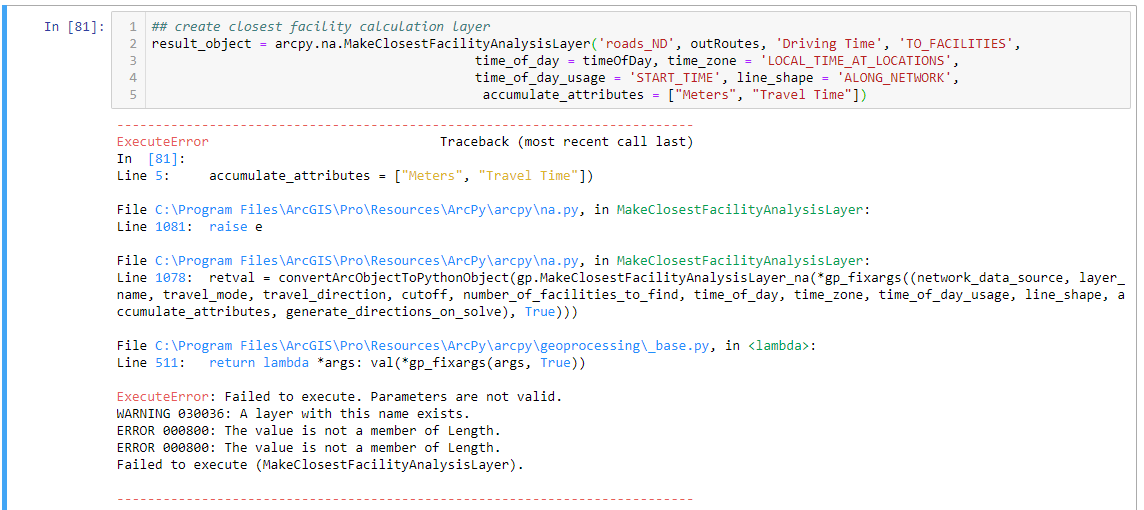 In [81]:
1 ## create closest facility calculation layer
2 result_object = arcpy.na.MakeClosestFacilityAnalysisLayer('roads_ND', outRoutes, 'Driving Time', 'TO_FACILITIES',
3 time_of_day = timeOfDay, time_zone = 'LOCAL_TIME_AT_LOCATIONS',
4 time_of_day_usage = 'START_TIME', line_shape = 'ALONG_NETWORK',
5 accumulate_attributes = ["Meters", "Travel Time"])
---------------------------------------------------------------------------
ExecuteError                              Traceback (most recent call last)
In  [81]:
Line 5:     accumulate_attributes = ["Meters", "Travel Time"])
File C:\Program Files\ArcGIS\Pro\Resources\ArcPy\arcpy\na.py, in MakeClosestFacilityAnalysisLayer:
Line 1081:  raise e
File C:\Program Files\ArcGIS\Pro\Resources\ArcPy\arcpy\na.py, in MakeClosestFacilityAnalysisLayer:
Line 1078:  retval = convertArcObjectToPythonObject(gp.MakeClosestFacilityAnalysisLayer_na(*gp_fixargs((network_data_source, layer_
name, travel_mode, travel_direction, cutoff, number_of_facilities_to_find, time_of_day, time_zone, time_of_day_usage, line_shape, a
ccumulate_attributes, generate_directions_on_solve), True)))
File C:\Program Files\ArcGIS\Pro\Resources\ArcPy\arcpy\geoprocessing\_base.py, in <lambda>:
Line 511:   return lambda *args: val(*gp_fixargs(args, True))
ExecuteError: Failed to execute. Parameters are not valid.
WARNING 030036: A layer with this name exists.
ERROR 000800: The value is not a member of Length.
ERROR 000800: The value is not a member of Length.
Failed to execute (MakeClosestFacilityAnalysisLayer).
---------------------------------------------------------------------------